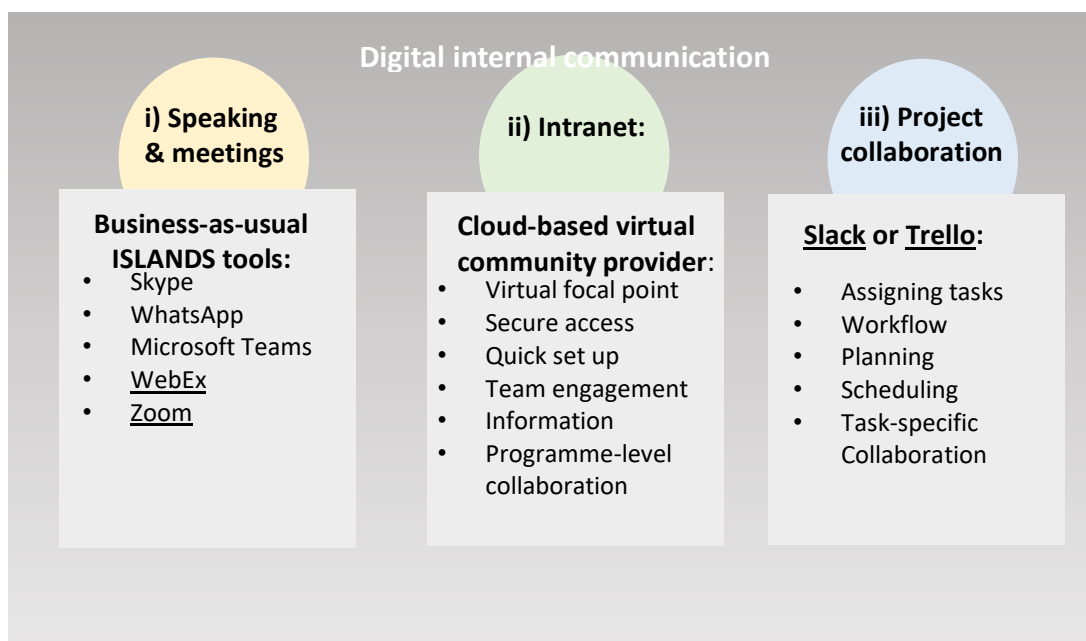 Digital internal communication
i) Speaking
& meetings
Business-as-usual
ISLANDS tools:
• Skype
• WhatsApp
• Microsoft Teams
• WebEx
• Zoom
ii) Intranet:
Cloud-based virtual
community provider:
• Virtual focal point
• Secure access
• Quick set up
• Team engagement
• Information
• Programme-level
collaboration
iii) Project
collaboration
Slack or Trello:
• Assigning tasks
• Workflow
• Planning
• Scheduling
• Task-specific
Collaboration